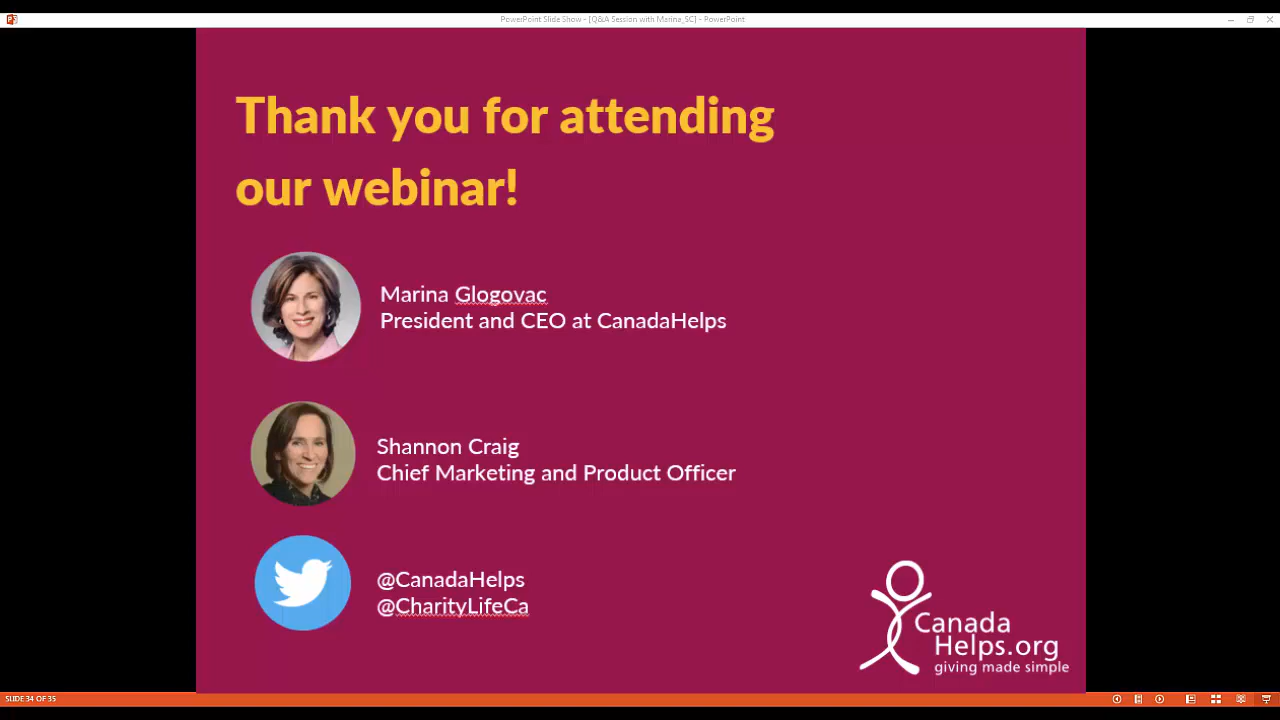 PowerPoint Slide Show - [Q&A Session with Marina_SC] - PowerPoint
Thank you for attending
our webinar!
Marina Glogovac
President and CEO at CanadaHelps
Shannon Craig
Chief Marketing and Product Officer
@CanadaHelps
@CharityLifeCa
Canada
Helps.org
giving made simple
SLIDE 34 OF 35